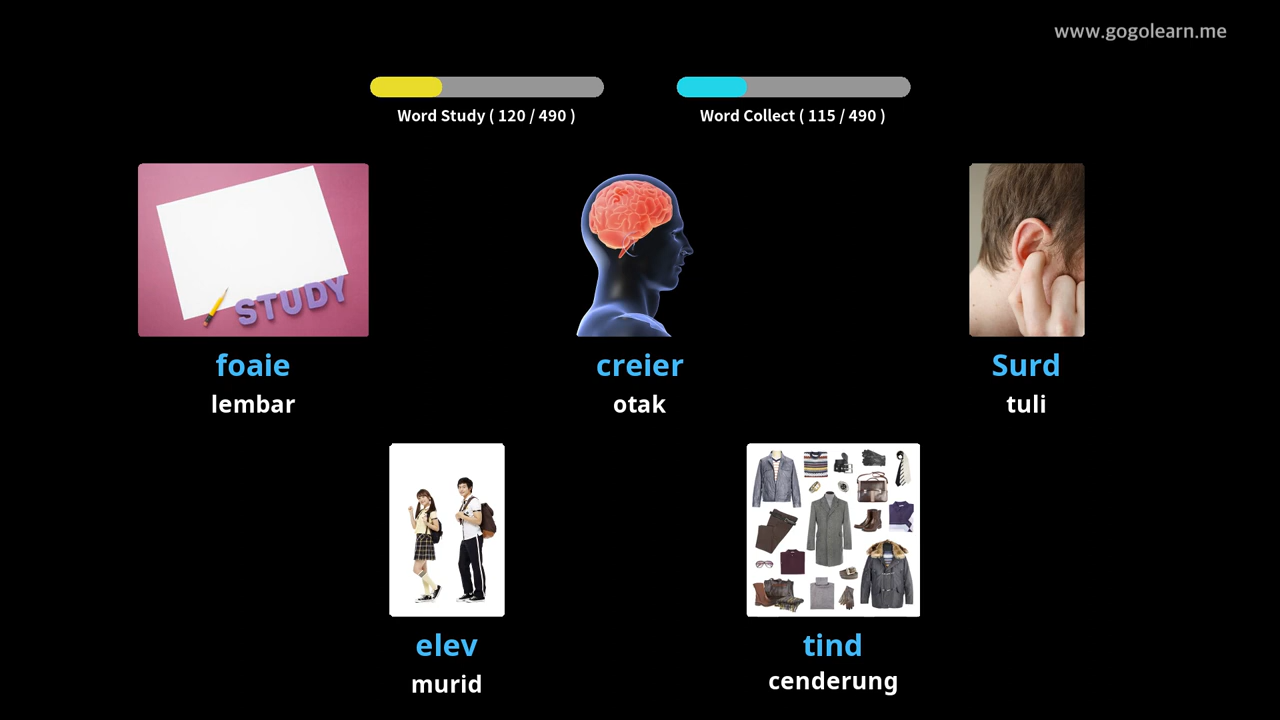 www.gogolearn.me
Word Study ( 120 / 490 )
Word Collect ( 115 / 490 )
STUDY
foaie
lembar
creier
otak
Surd
tuli
elev
murid
tind
cenderung